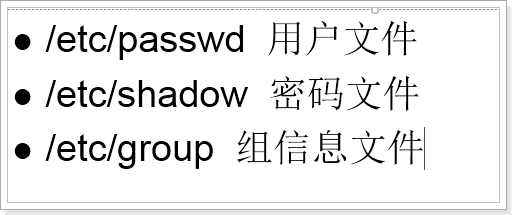 ● /etc/passwd 用户文件
● /etc/shadow 密码文件
● /etc/group 组信息文件